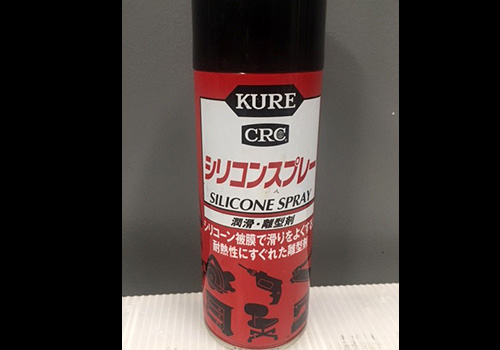 KURE
CRC
シリコンスプレー
SILICONE SPRAY
潤滑・離型剤
シリコーン被膜で滑りをよくする
耐熱性にすぐれた離型剤